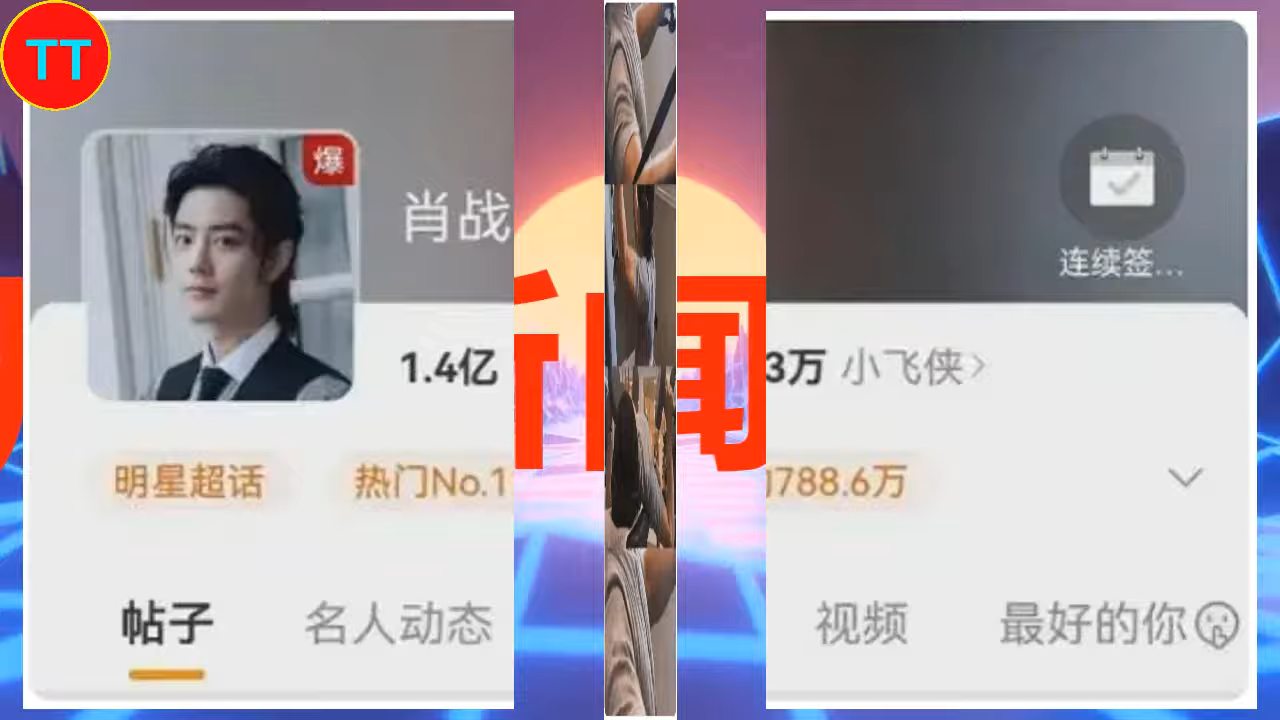 TT
爆
肖战
连续签...
新闻
1.4亿
3万 小飞侠>
明星超话
热门No.1
788.6万
帖子
名人动态
视频
最好的你